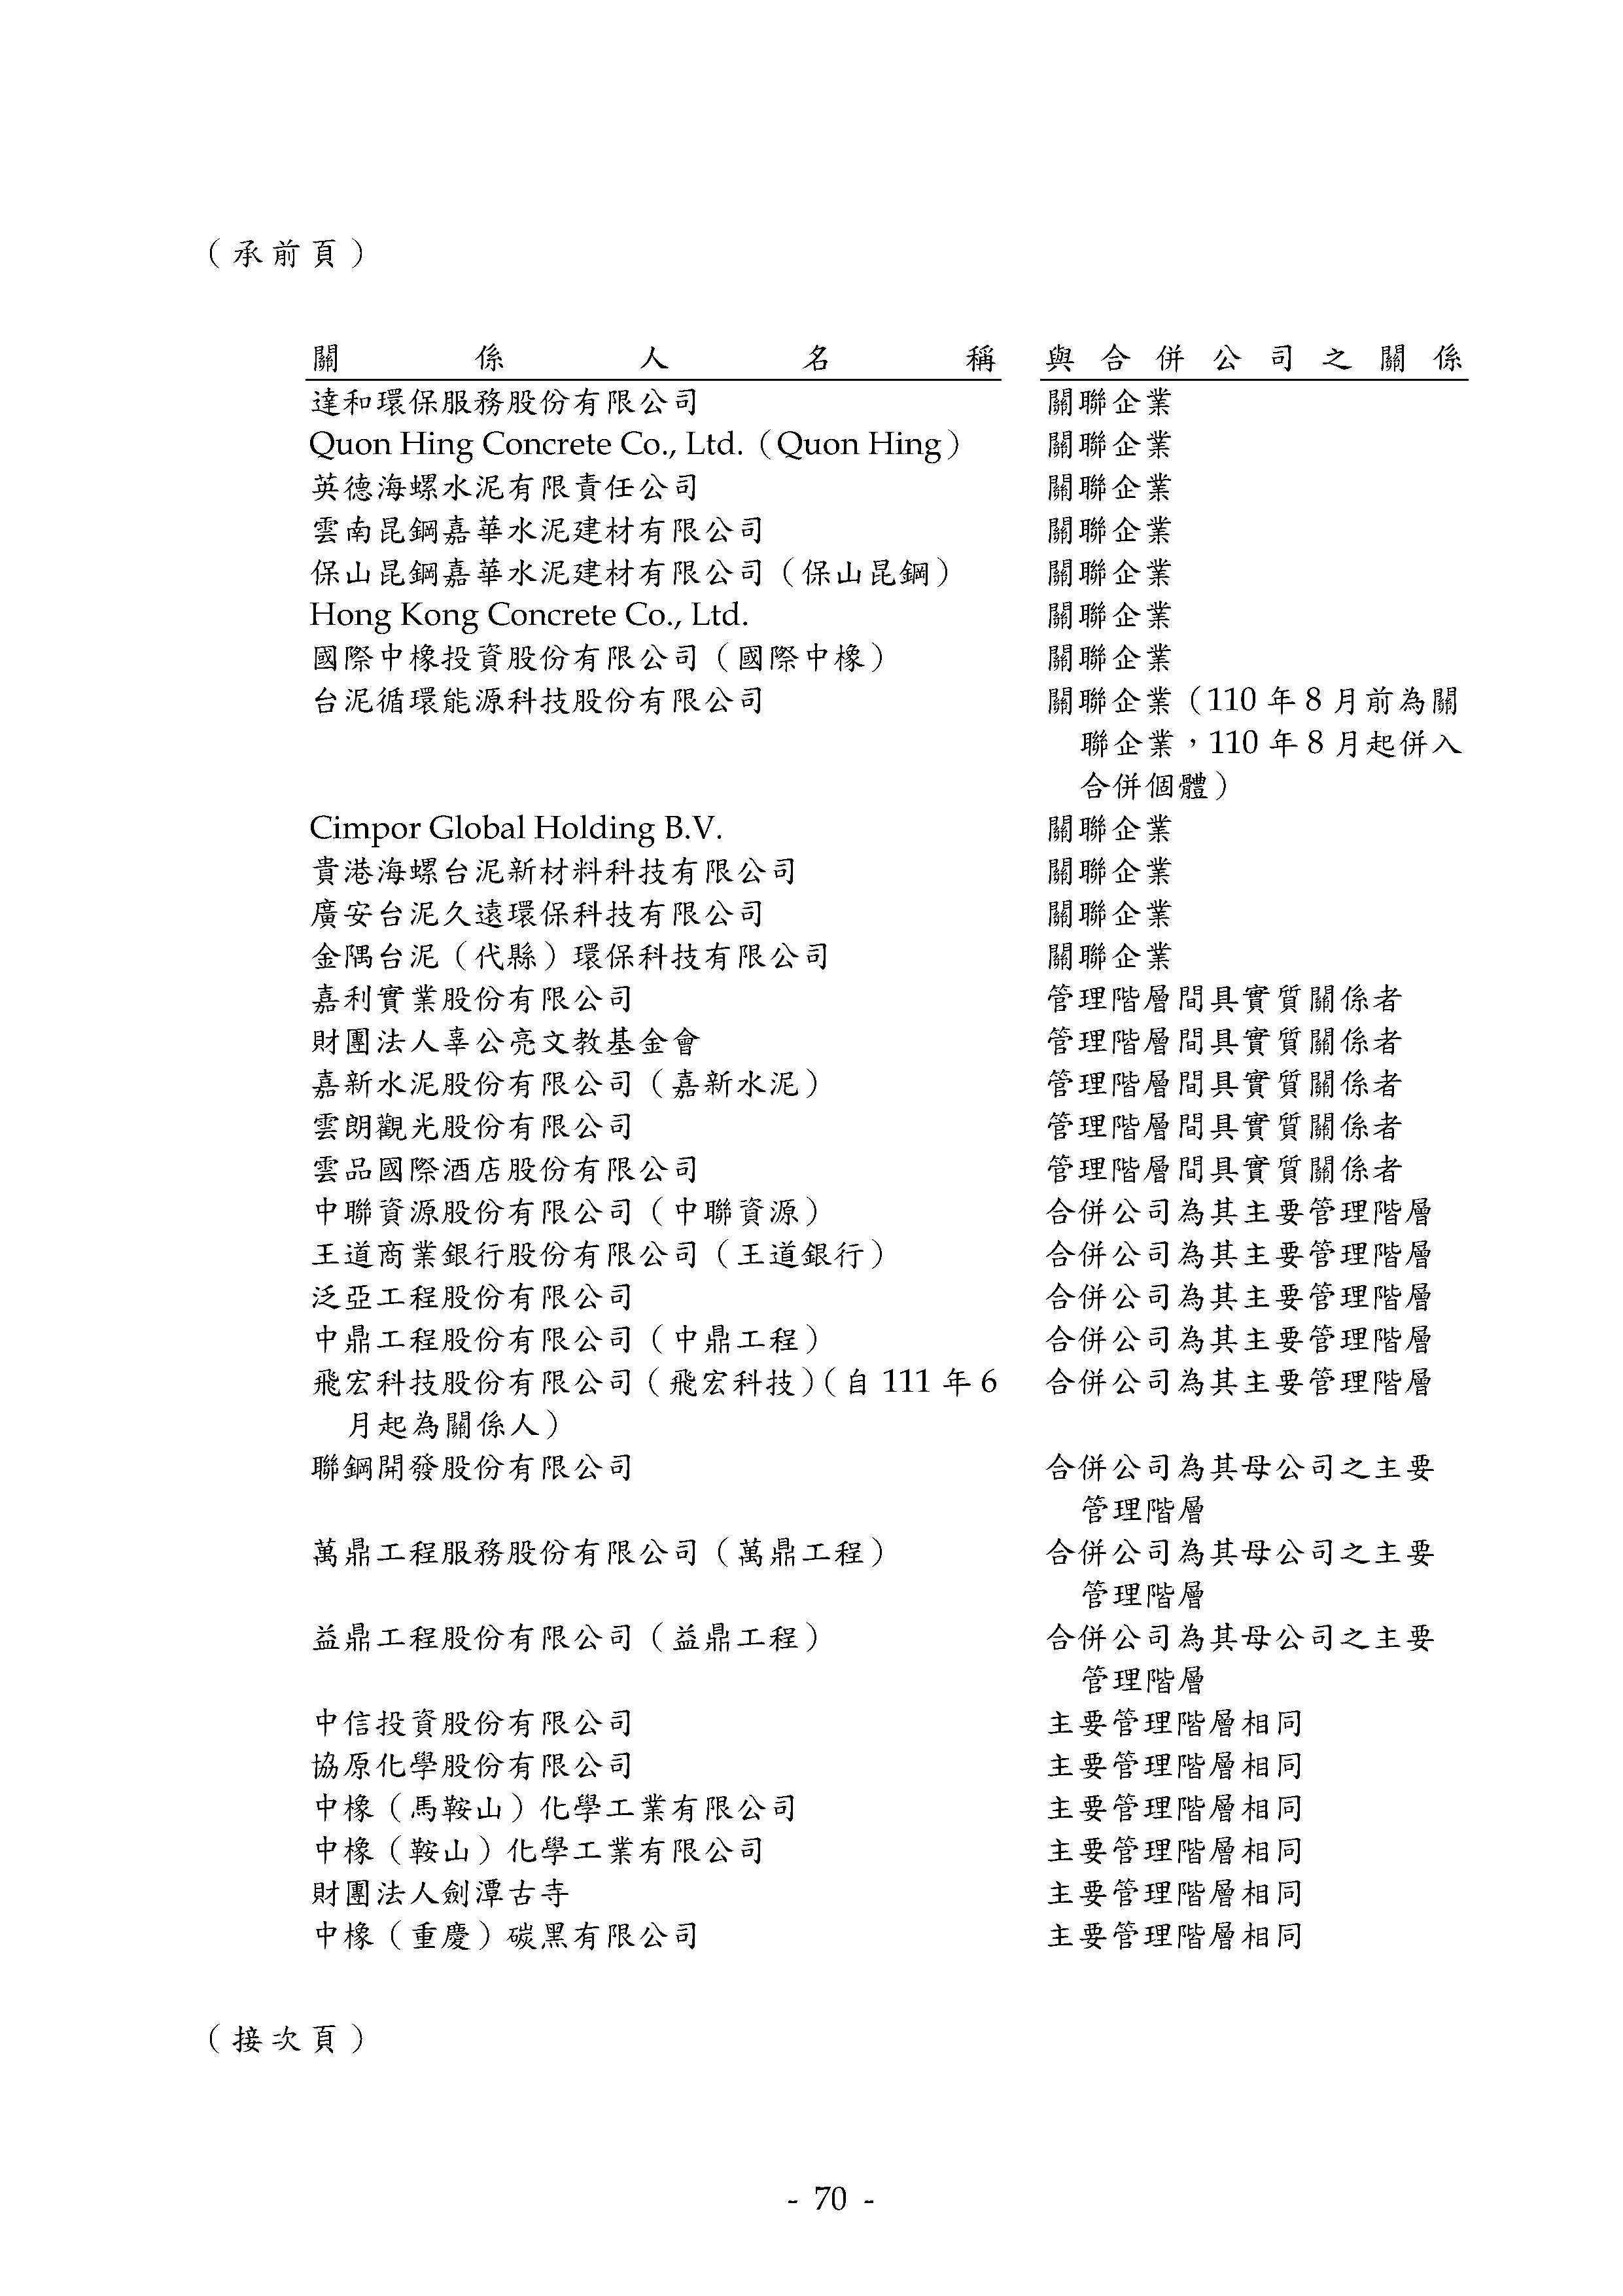 （承前頁）
關係人名稱 與合併公司之關係
達和環保服務股份有限公司 關聯企業
Quon Hing Concrete Co., Ltd.（Quon Hing） 關聯企業
英德海螺水泥有限責任公司 關聯企業
雲南昆鋼嘉華水泥建材有限公司 關聯企業
保山昆鋼嘉華水泥建材有限公司（保山昆鋼） 關聯企業
Hong Kong Concrete Co., Ltd. 關聯企業
國際中橡投資股份有限公司（國際中橡） 關聯企業
台泥循環能源科技股份有限公司 關聯企業（110 年 8 月前為關
聯企業，110 年 8 月起併入
合併個體）
Cimpor Global Holding B.V. 關聯企業
貴港海螺台泥新材料科技有限公司 關聯企業
廣安台泥久遠環保科技有限公司 關聯企業
金隅台泥（代縣）環保科技有限公司 關聯企業
嘉利實業股份有限公司 管理階層間具實質關係者
財團法人辜公亮文教基金會 管理階層間具實質關係者
嘉新水泥股份有限公司（嘉新水泥） 管理階層間具實質關係者
雲朗觀光股份有限公司 管理階層間具實質關係者
雲品國際酒店股份有限公司 管理階層間具實質關係者
中聯資源股份有限公司（中聯資源） 合併公司為其主要管理階層
王道商業銀行股份有限公司（王道銀行） 合併公司為其主要管理階層
泛亞工程股份有限公司 合併公司為其主要管理階層
中鼎工程股份有限公司（中鼎工程） 合併公司為其主要管理階層
飛宏科技股份有限公司（飛宏科技）（自 111 年 6 合併公司為其主要管理階層
月起為關係人）
聯鋼開發股份有限公司 合併公司為其母公司之主要
管理階層
萬鼎工程服務股份有限公司（萬鼎工程） 合併公司為其母公司之主要
管理階層
益鼎工程股份有限公司（益鼎工程） 合併公司為其母公司之主要
管理階層
中信投資股份有限公司 主要管理階層相同
協原化學股份有限公司 主要管理階層相同
中橡（馬鞍山）化學工業有限公司 主要管理階層相同
中橡（鞍山）化學工業有限公司 主要管理階層相同
財團法人劍潭古寺 主要管理階層相同
中橡（重慶）碳黑有限公司 主要管理階層相同
（接次頁）
- 70 -